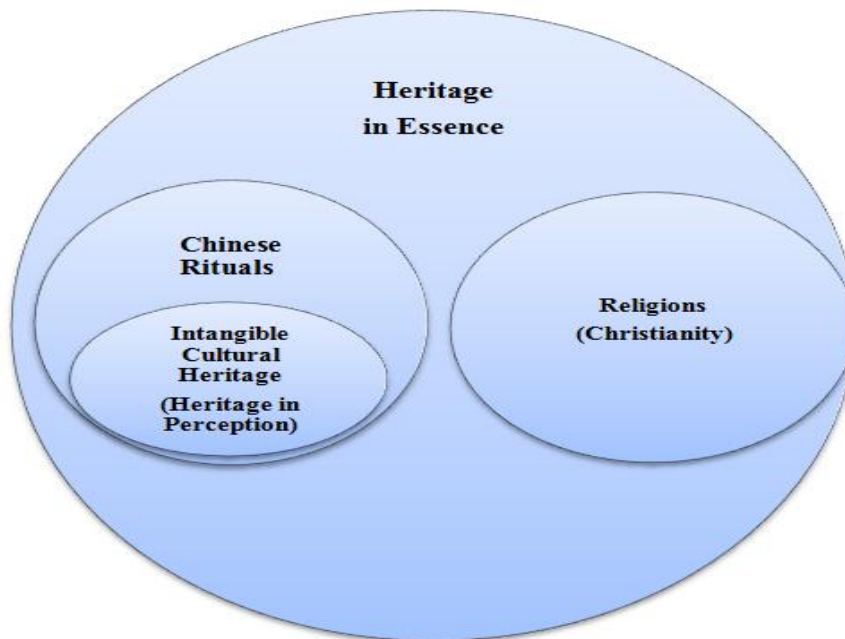 Heritage
in Essence
Chinese
Rituals
Intangible
Cultural
Heritage
(Heritage in
Perception)
Religions
(Christianity)